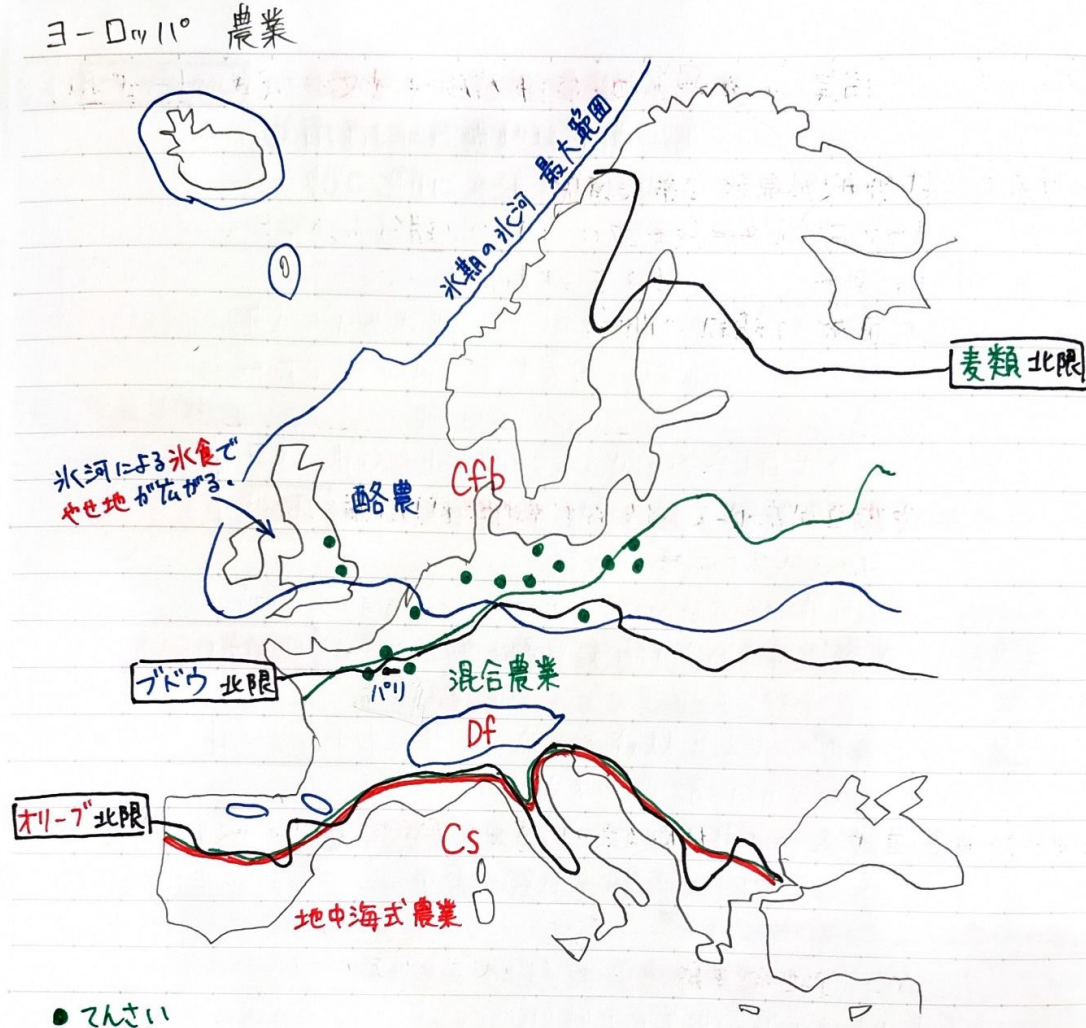 ヨーロッパ 農業
氷期の氷河 最大範囲
麦類 北限
氷河による氷食で
やせ地が広がる。
酪農
Cfb
ブドウ 北限
パリ
混合農業
Df
オリーブ 北限
Cs
地中海式農業
● てんさい